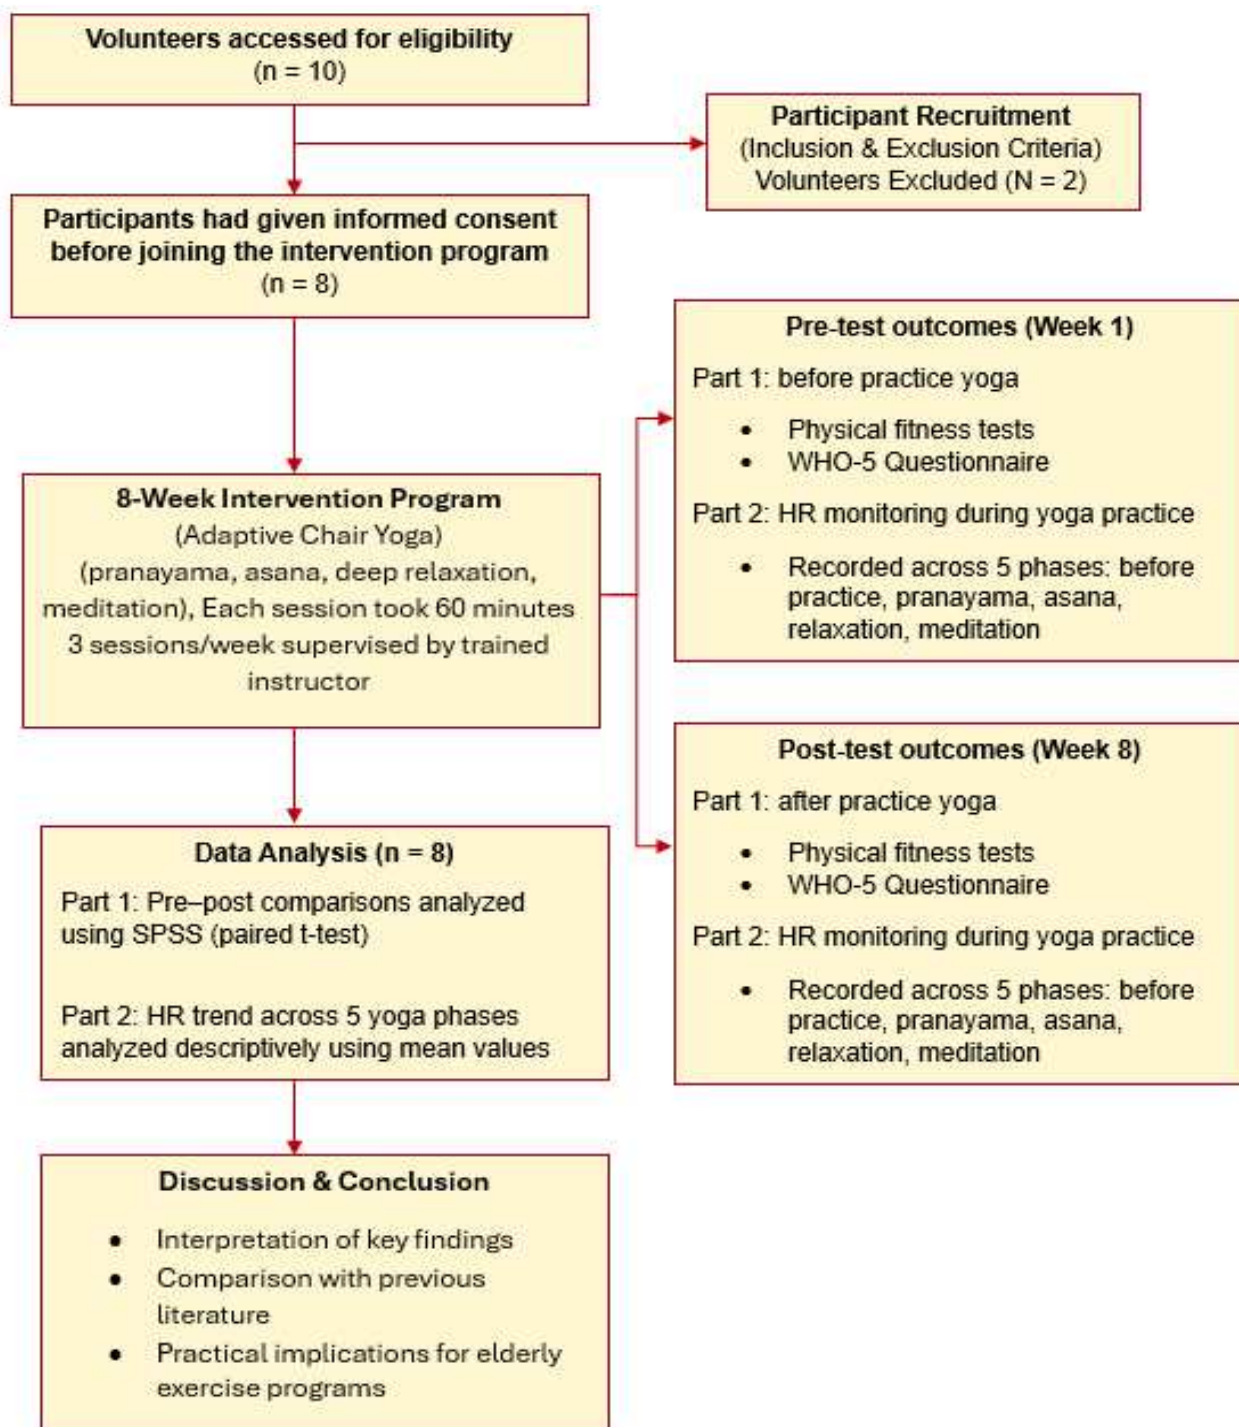 Volunteers accessed for eligibility
(n = 10)
Participant Recruitment
(Inclusion & Exclusion Criteria)
Volunteers Excluded (N = 2)
Participants had given informed consent
before joining the intervention program
(n = 8)
8-Week Intervention Program
(Adaptive Chair Yoga)
(pranayama, asana, deep relaxation,
meditation), Each session took 60 minutes
3 sessions/week supervised by trained
instructor
Pre-test outcomes (Week 1)
Part 1: before practice yoga
• Physical fitness tests
• WHO-5 Questionnaire
Part 2: HR monitoring during yoga practice
• Recorded across 5 phases: before
practice, pranayama, asana,
relaxation, meditation
Post-test outcomes (Week 8)
Part 1: after practice yoga
• Physical fitness tests
• WHO-5 Questionnaire
Part 2: HR monitoring during yoga practice
• Recorded across 5 phases: before
practice, pranayama, asana,
relaxation, meditation
Data Analysis (n = 8)
Part 1: Pre–post comparisons analyzed
using SPSS (paired t-test)
Part 2: HR trend across 5 yoga phases
analyzed descriptively using mean values
Discussion & Conclusion
• Interpretation of key findings
• Comparison with previous
literature
• Practical implications for elderly
exercise programs